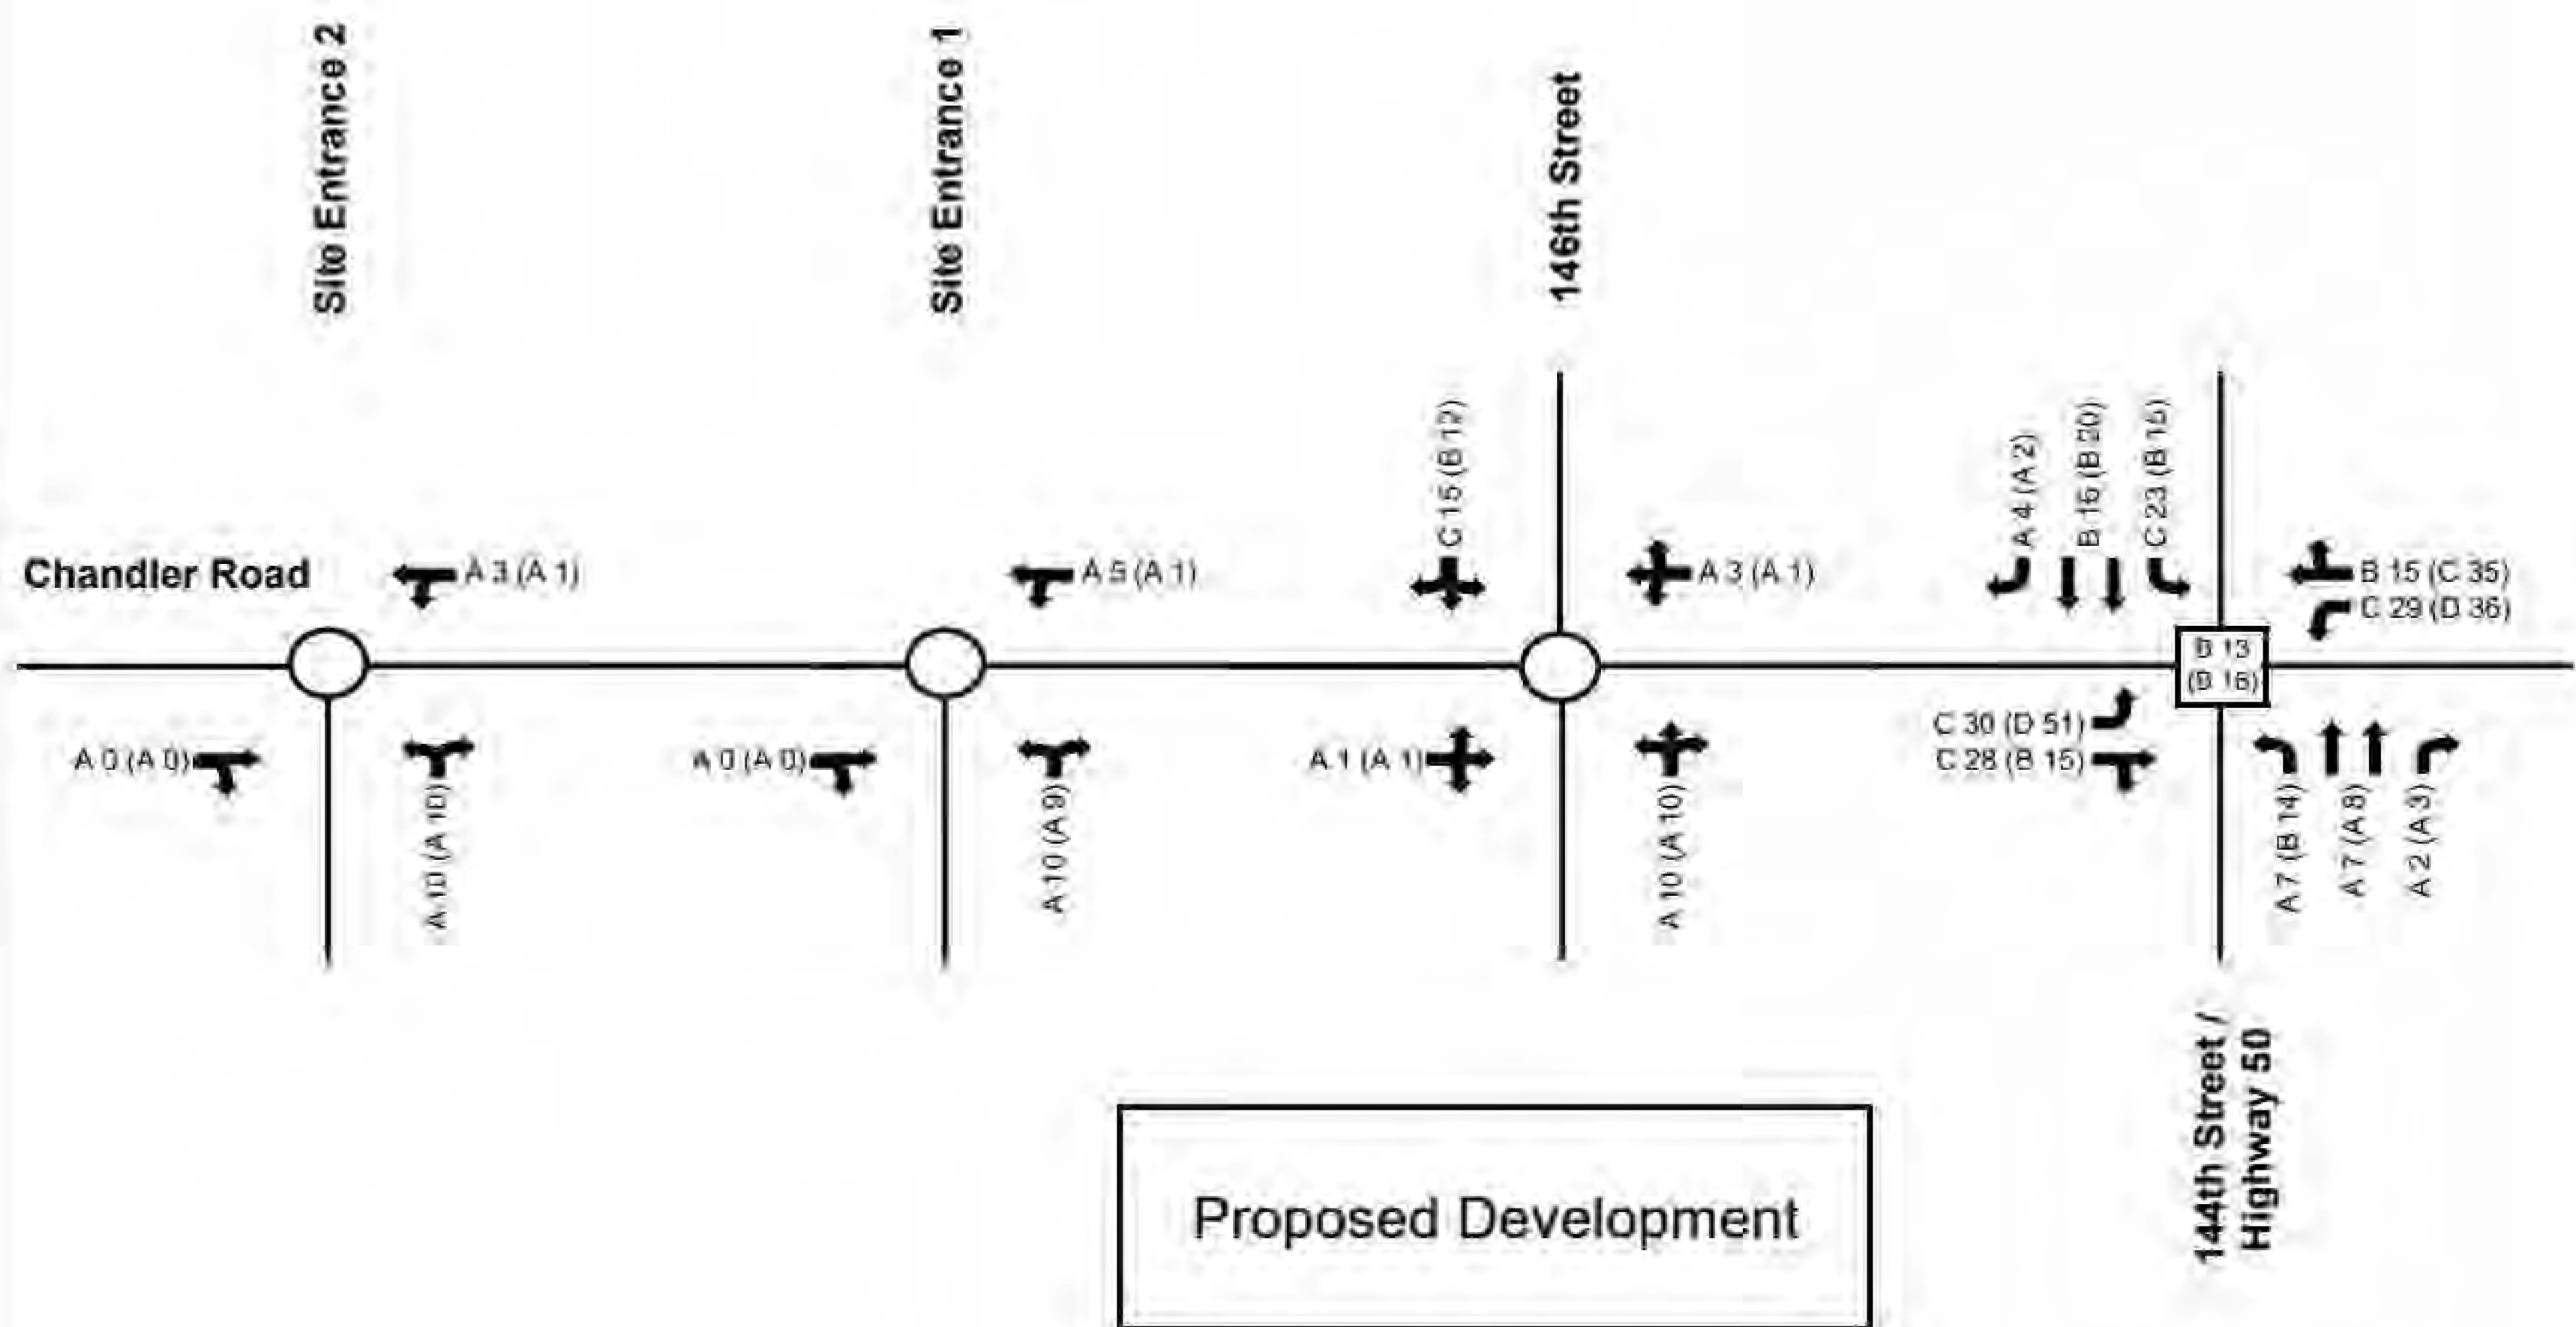 Site Entrance 2
Site Entrance 1
146th Street
Chandler Road
A 3 (A 1)
A 5 (A 1)
C 15 (B 12)
A 3 (A 1)
A 4 (A 2)
B 16 (B 20)
C 23 (B 15)
B 15 (C 35)
C 29 (D 36)
B 13
(B 18)
A 0 (A 0)
A 10 (A 10)
A 0 (A 0)
A 10 (A 9)
A 1 (A 1)
A 10 (A 10)
C 30 (D 51)
C 28 (B 15)
A 7 (B 14)
A 7 (A 8)
A 2 (A 3)
144th Street /
Highway 50
Proposed Development